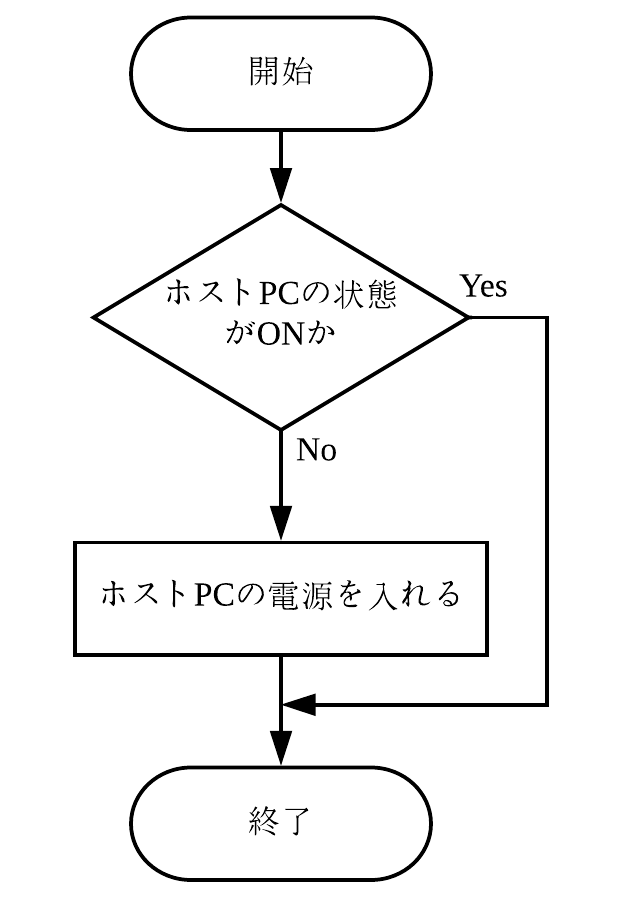 開始
ホストPCの状態
がONか
Yes
No
ホストPCの電源を入れる
終了